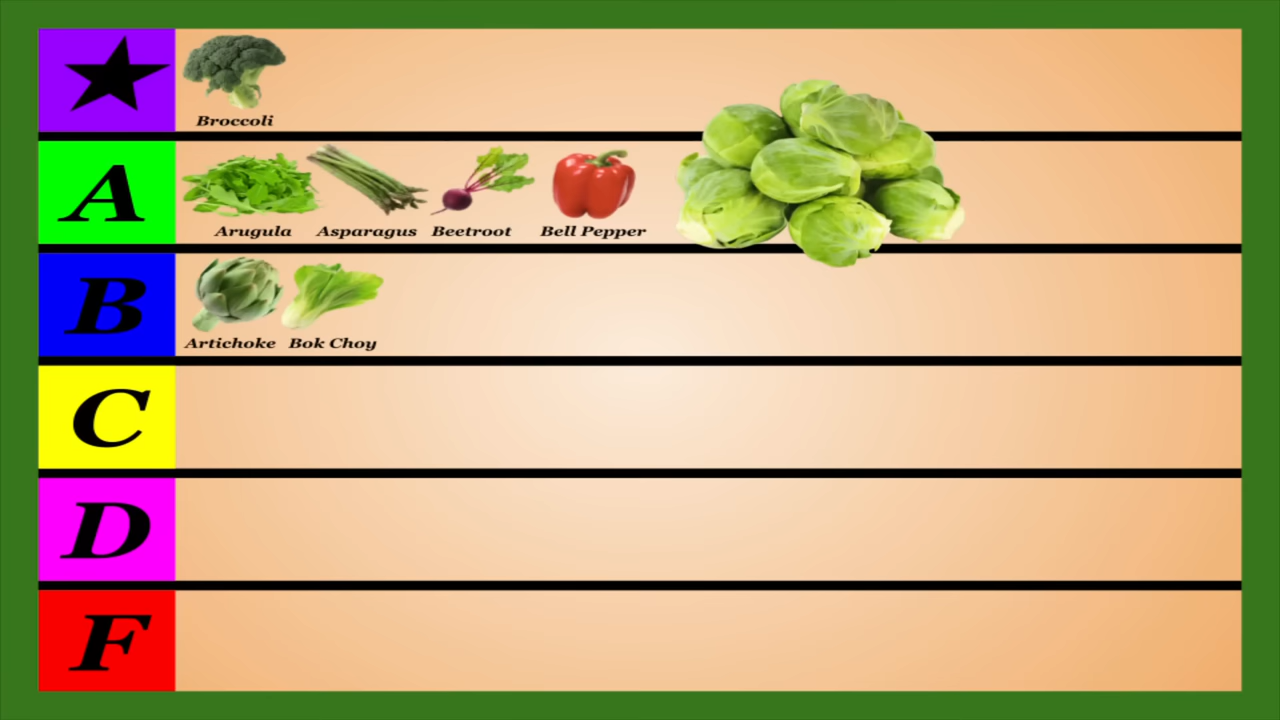 Broccoli
A
Arugula Asparagus Beetroot Bell Pepper
B
Artichoke Bok Choy
C
D
F